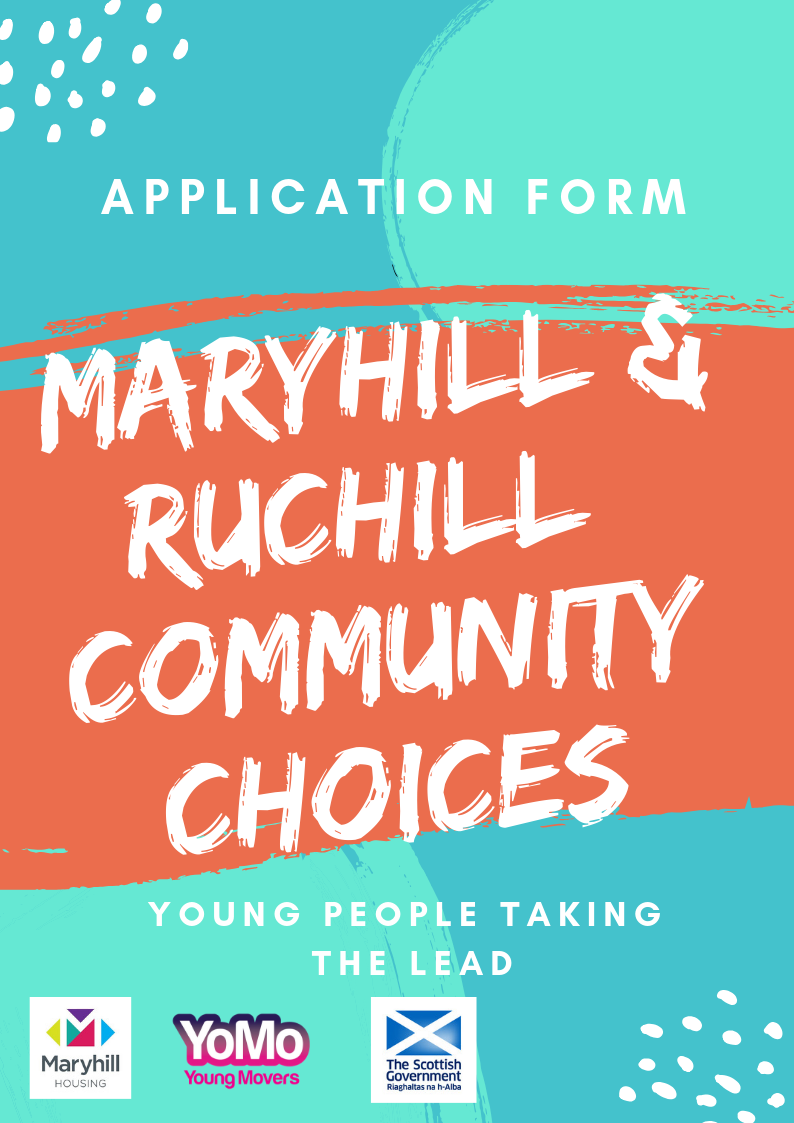 APPLICATION FORM
MARYHILL &
RUCHILL
COMMUNITY
CHOICES
YOUNG PEOPLE TAKING
THE LEAD
Maryhill
HOUSING
YoMo
Young Movers
The Scottish
Government
Riaghaltas na h-Alba